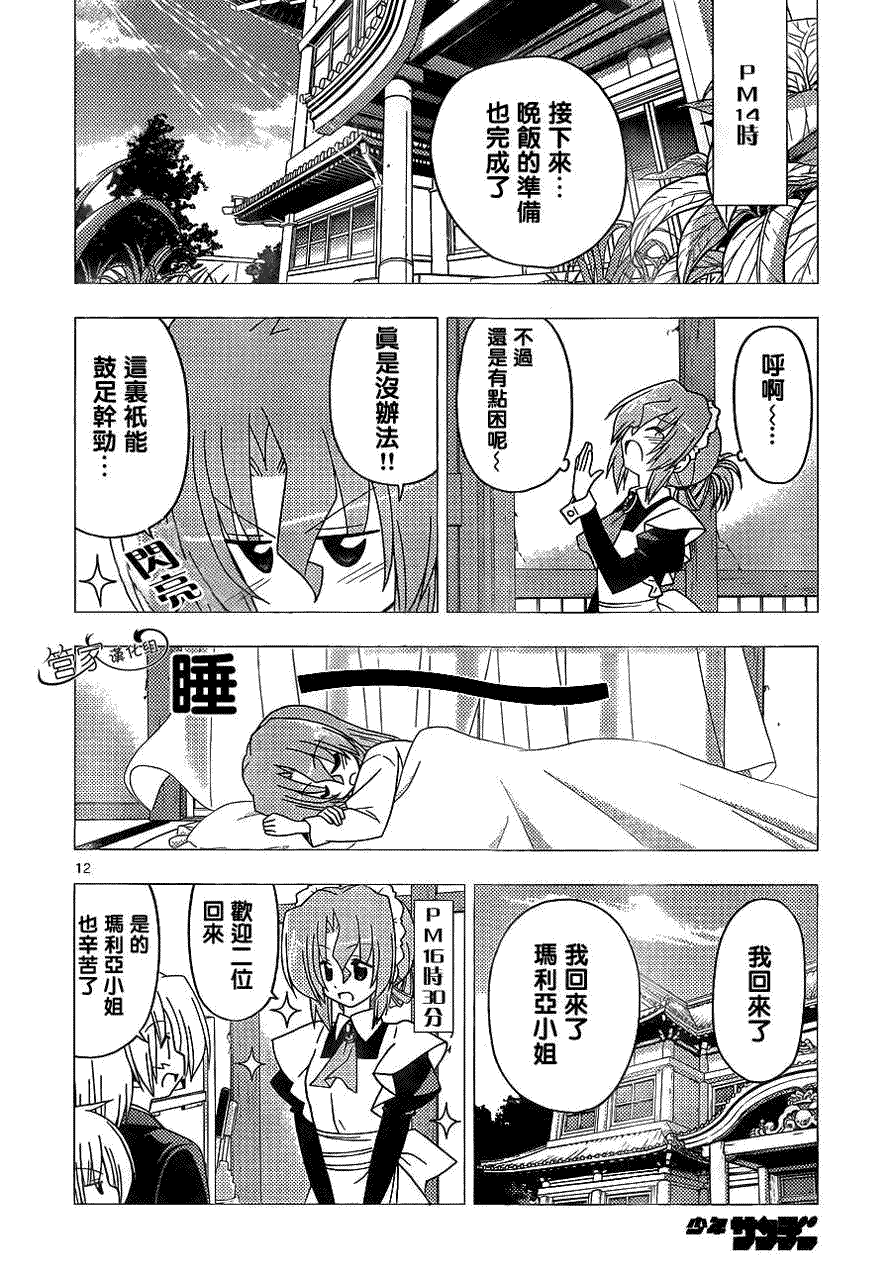 PM14時
接下來…
晚飯的準備
也完成了
呼啊~…
不過
還是有點困呢~
眞是沒辦法!!
這裏衹能
鼓足幹勁…
閃亮
管家漢化組
睡
12
我回來了
我回來了
瑪利亞小姐
PM16時30分
歡迎二位
回來
是的
瑪利亞小姐
也辛苦了
少年サンデー